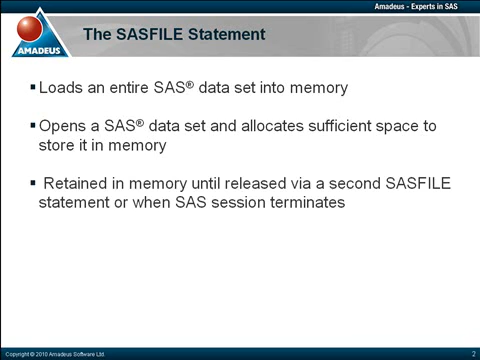 Amadeus - Experts in SAS
AMADEUS
The SASFILE Statement
▪ Loads an entire SAS® data set into memory
▪ Opens a SAS® data set and allocates sufficient space to
store it in memory
▪ Retained in memory until released via a second SASFILE
statement or when SAS session terminates
Copyright © 2010 Amadeus Software Ltd
2